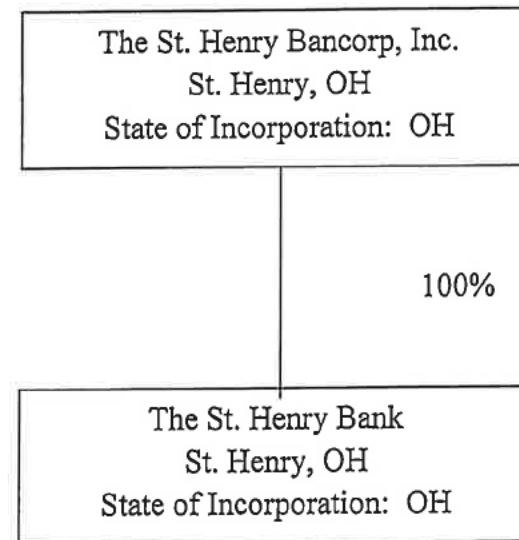 The St. Henry Bancorp, Inc.
St. Henry, OH
State of Incorporation: OH
100%
The St. Henry Bank
St. Henry, OH
State of Incorporation: OH